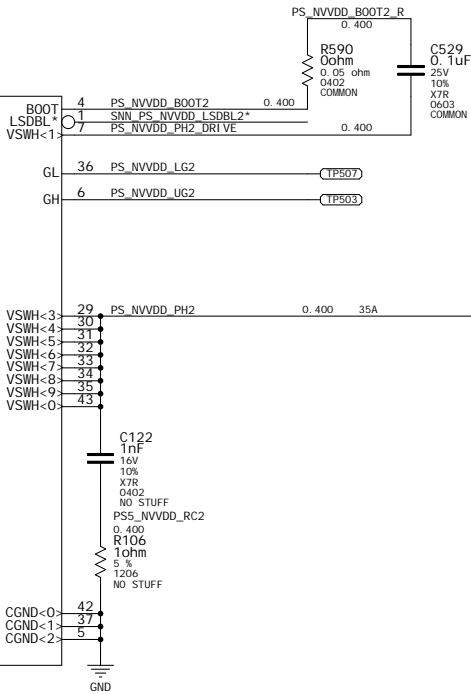 PS_NVVDD_BOOT2_R
0.400
R590
0ohm
0.05 ohm
0402
COMMON
C529
0.1uF
25V
10%
X7R
0603
COMMON
BOOT 4 PS_NVVDD_BOOT2 0.400
LSDBL* 1 SNN_PS_NVVDD_LSDBL2*
VSWH<1> 7 PS_NVVDD_PH2_DRIVE 0.400
GL 36 PS_NVVDD_LG2 TP507
GH 6 PS_NVVDD_UG2 TP503
VSWH<3> 29 PS_NVVDD_PH2 0.400 35A
VSWH<4> 30
VSWH<5> 31
VSWH<6> 32
VSWH<7> 33
VSWH<8> 34
VSWH<9> 35
VSWH<0> 43
C122
1nF
16V
10%
X7R
0402
NO STUFF
PS5_NVVDD_RC2
0.400
R106
1ohm
5 %
1206
NO STUFF
CGND<0> 42
CGND<1> 37
CGND<2> 5
GND